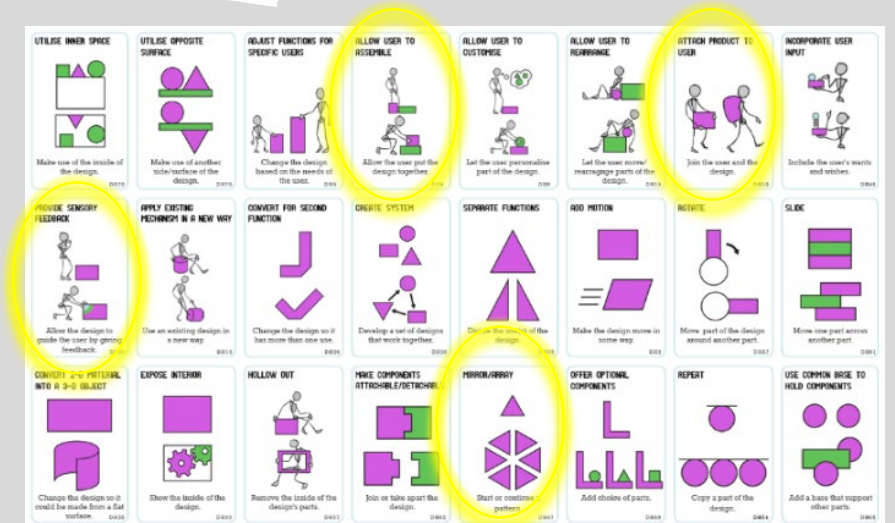 UTILISE INNER SPACE
Make use of the inside of
the design.
UTILISE OPPOSITE
SURFACE
Make use of another
side/surface of the
design.
ADJUST FUNCTIONS FOR
SPECIFIC USERS
Change the design
based on the needs of
the user.
ALLOW USER TO
ASSEMBLE
Allow the user put the
design together.
ALLOW USER TO
CUSTOMISE
Let the user personalise
part of the design.
ALLOW USER TO
REARRANGE
Let the user move/
rearragnge parts of the
design.
ATTACH PRODUCT TO
USER
Join the user and the
design.
INCORPORATE USER
INPUT
Include the user's wants
and wishes.
PROVIDE SENSORY
FEEDBACK
Allow the design to
guide the user by giving
feedback.
APPLY EXISTING
MECHANISM IN A NEW WAY
Use an existing design in
a new way.
CONVERT FOR SECOND
FUNCTION
Change the design so it
has more than one use.
CREATE SYSTEM
Develop a set of designs
that work together.
SEPARATE FUNCTIONS
Divide the use(s) of the
design.
ADD MOTION
Make the design move in
some way.
ROTATE
Move part of the design
around another part.
SLIDE
Move one part across
another part.
CONVERT 2-D MATERIAL
INTO A 3-D OBJECT
Change the design so it
could be made from a flat
surface.
EXPOSE INTERIOR
Show the inside of the
design.
HOLLOW OUT
Remove the inside of the
design's parts.
MAKE COMPONENTS
ATTACHABLE/DETACHABLE
Join or take apart the
design.
MIRROR/ARRAY
Start or continue a
pattern.
OFFER OPTIONAL
COMPONENTS
Add choice of parts.
REPEAT
Copy a part of the
design.
USE COMMON BASE TO
HOLD COMPONENTS
Add a base that support
other parts.